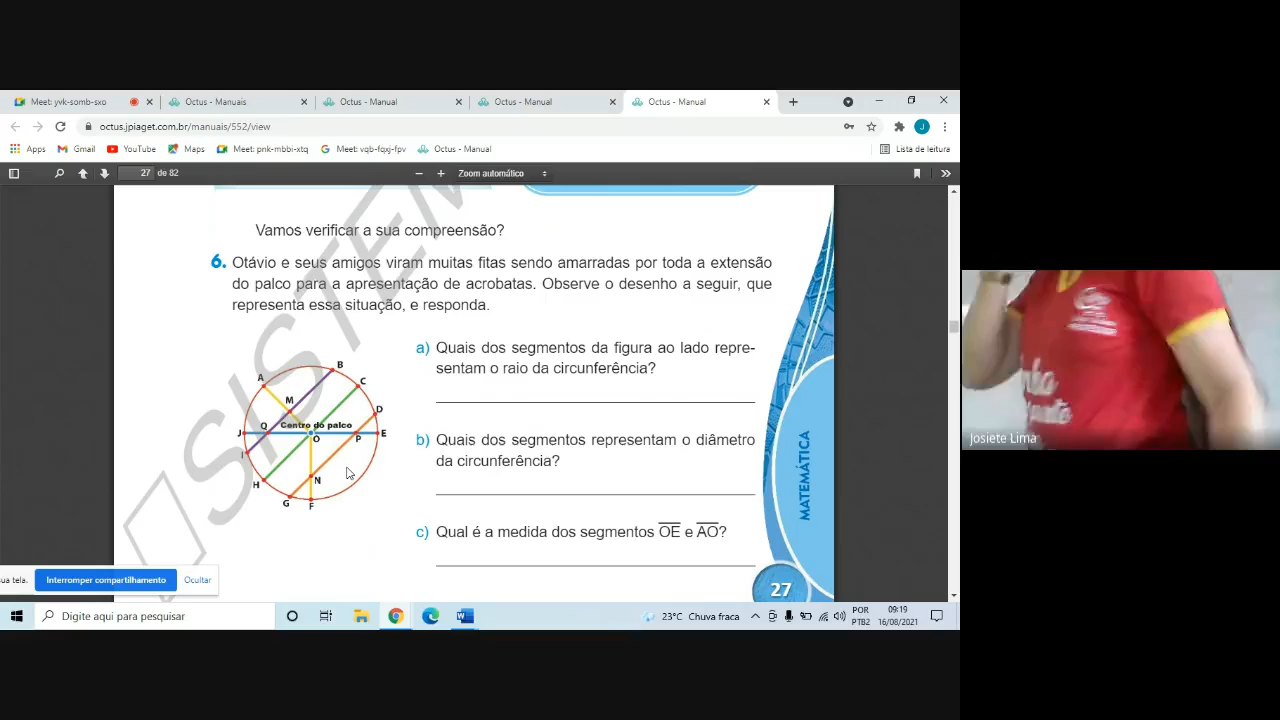 Meet: yvk-somb-sxo
Octus - Manuais
Octus - Manual
Octus - Manual
Octus - Manual
octus.jpiaget.com.br/manuais/552/view
Apps
Gmail
YouTube
Maps
Meet: pnk-mbbi-xtq
Meet: vqb-fqxj-fpv
Octus - Manual
Lista de leitura
27 de 82
Zoom automático
Vamos verificar a sua compreensão?
6. Otávio e seus amigos viram muitas fitas sendo amarradas por toda a extensão
do palco para a apresentação de acrobatas. Observe o desenho a seguir, que
representa essa situação, e responda.
a) Quais dos segmentos da figura ao lado repre-
sentam o raio da circunferência?
b) Quais dos segmentos representam o diâmetro
da circunferência?
c) Qual é a medida dos segmentos OE e AO?
A
B
C
M
D
J
Q
Centro do palco
E
O
P
I
H
N
G
F
SISTEM
MATEMÁTICA
27
sua tela.
Interromper compartilhamento
Ocultar
Digite aqui para pesquisar
23°C Chuva fraca
POR
PTB2
09:19
16/08/2021
Josiete Lima